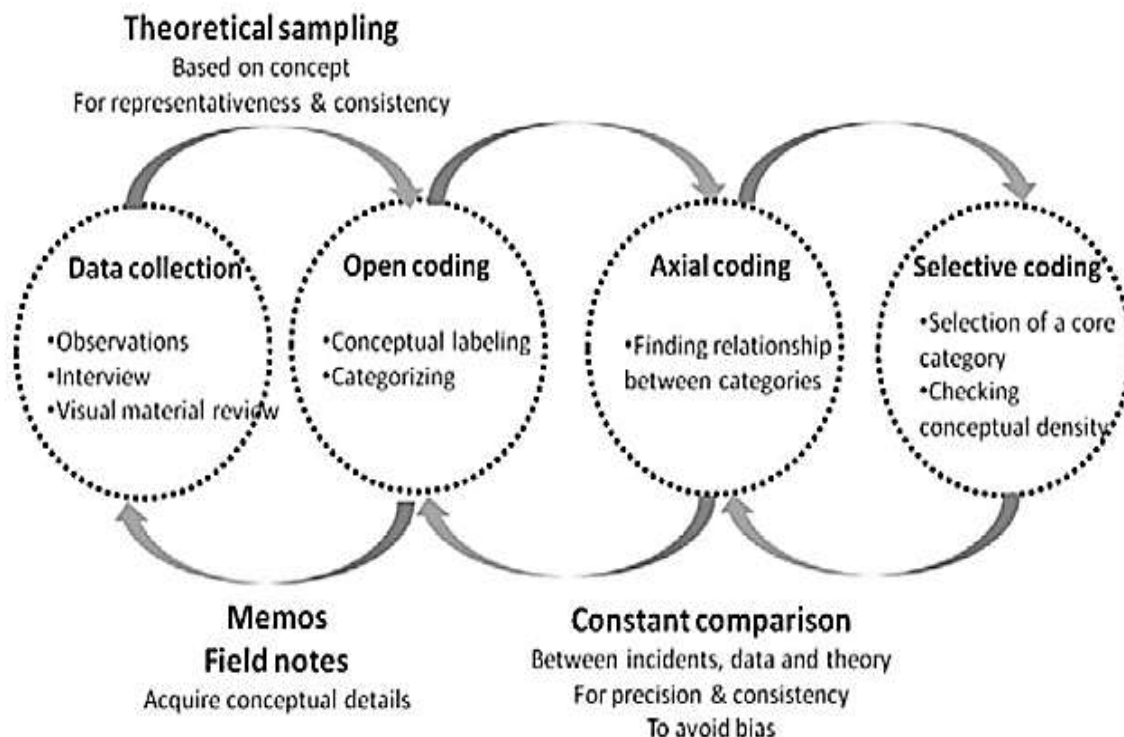 Theoretical sampling
Based on concept
For representativeness & consistency
Data collection
•Observations
•Interview
•Visual material review
Open coding
•Conceptual labeling
•Categorizing
Axial coding
•Finding relationship
between categories
Selective coding
•Selection of a core
category
•Checking
conceptual density
Memos
Field notes
Acquire conceptual details
Constant comparison
Between incidents, data and theory
For precision & consistency
To avoid bias